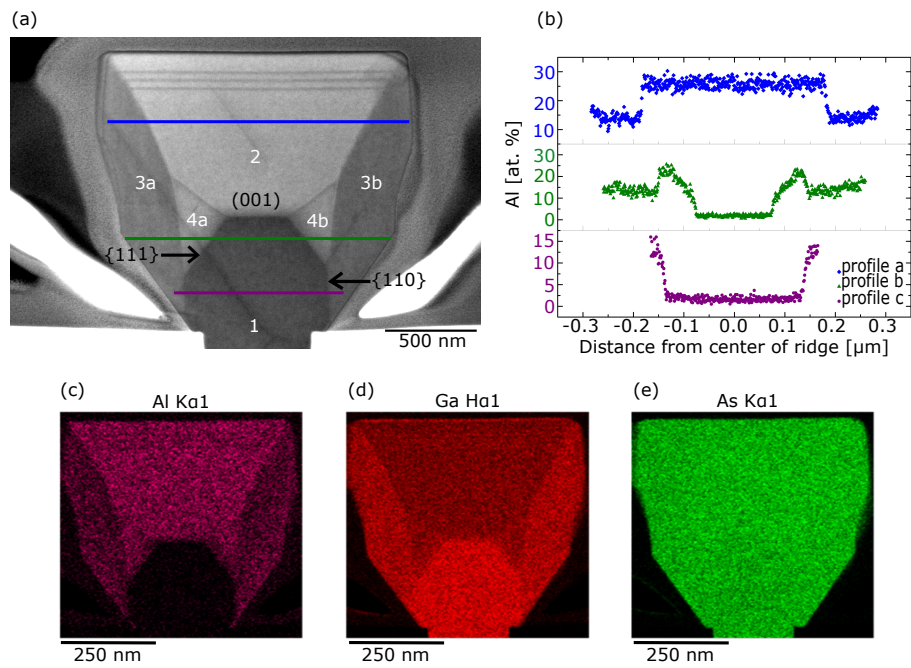 (a)
(b)
2
3a
3b
(001)
4a
4b
{111}
{110}
1
500 nm
Al [at. %]
30
20
10
30
20
10
0
15
10
5
0
profile a
profile b
profile c
-0.3 -0.2 -0.1 0.0 0.1 0.2 0.3
Distance from center of ridge [µm]
(c)
Al Kα1
(d)
Ga Hα1
(e)
As Kα1
250 nm
250 nm
250 nm